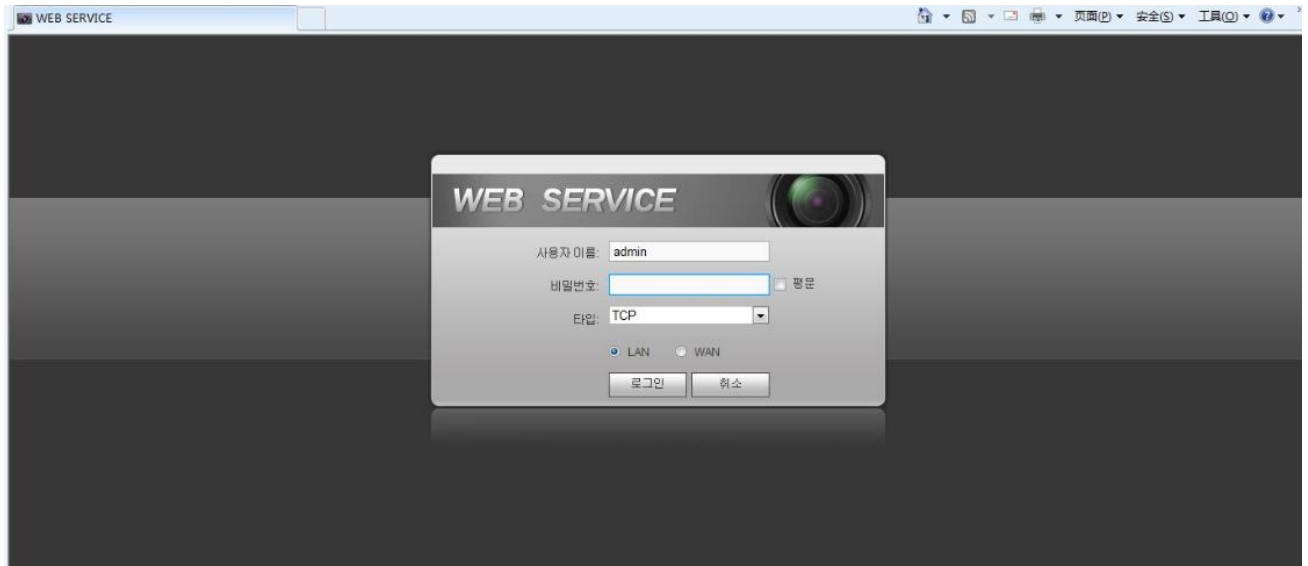 WEB SERVICE
页面(P) 安全(S) 工具(O)
WEB SERVICE
사용자 이름: admin
비밀번호: 평문
타입: TCP
LAN WAN
로그인 취소